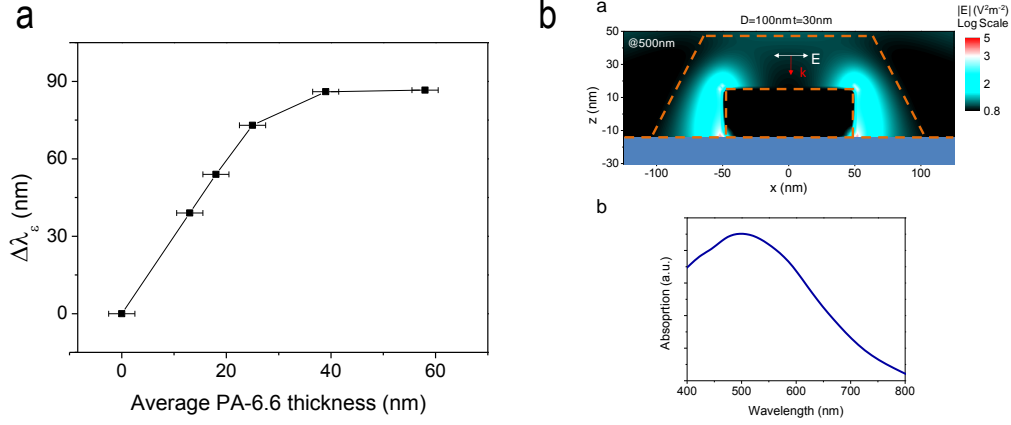 a
90
60
30
0
Δλε (nm)
0 20 40 60
Average PA-6.6 thickness (nm)
b
a
D=100nm t=30nm
|E| (V²m⁻²)
Log Scale
@500nm
E
k
50
30
10
-10
-30
z (nm)
-100 -50 0 50 100
x (nm)
5
3
2
0.8
b
Absoprtion (a.u.)
400 500 600 700 800
Wavelength (nm)